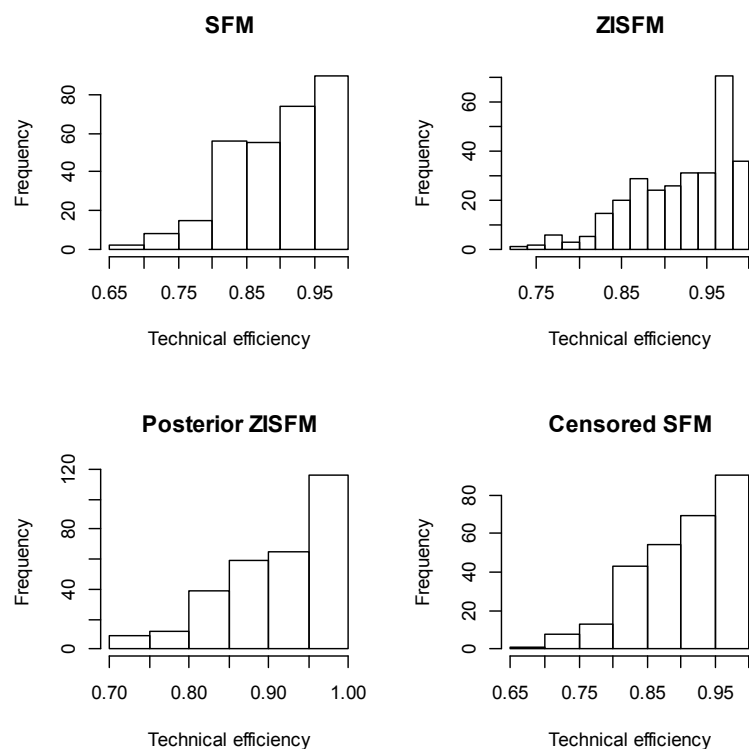 SFM
Frequency
0 20 40 60 80
0.65 0.75 0.85 0.95
Technical efficiency
ZISFM
Frequency
0 20 40 60
0.75 0.85 0.95
Technical efficiency
Posterior ZISFM
Frequency
0 40 80 120
0.70 0.80 0.90 1.00
Technical efficiency
Censored SFM
Frequency
0 20 40 60 80
0.65 0.75 0.85 0.95
Technical efficiency